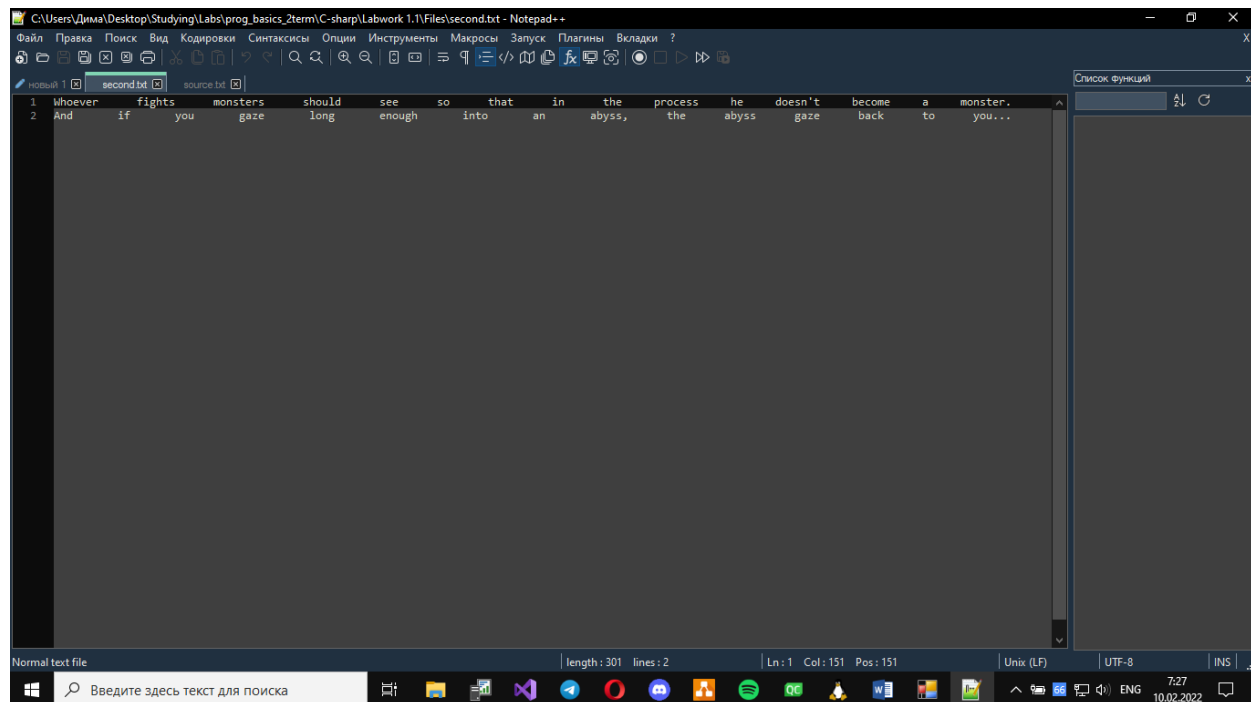 C:\Users\Дима\Desktop\Studying\Labs\prog_basics_2term\C-sharp\Labwork 1.1\Files\second.txt - Notepad++
Файл Правка Поиск Вид Кодировки Синтаксисы Опции Инструменты Макросы Запуск Плагины Вкладки ? X
новый 1 second.txt source.txt
Список функций x
1 Whoever fights monsters should see so that in the process he doesn't become a monster.
2 And if you gaze long enough into an abyss, the abyss gaze back to you...
Normal text file length : 301 lines : 2 Ln : 1 Col : 151 Pos : 151 Unix (LF) UTF-8 INS
Введите здесь текст для поиска QC W 66 ENG 7:27
10.02.2022